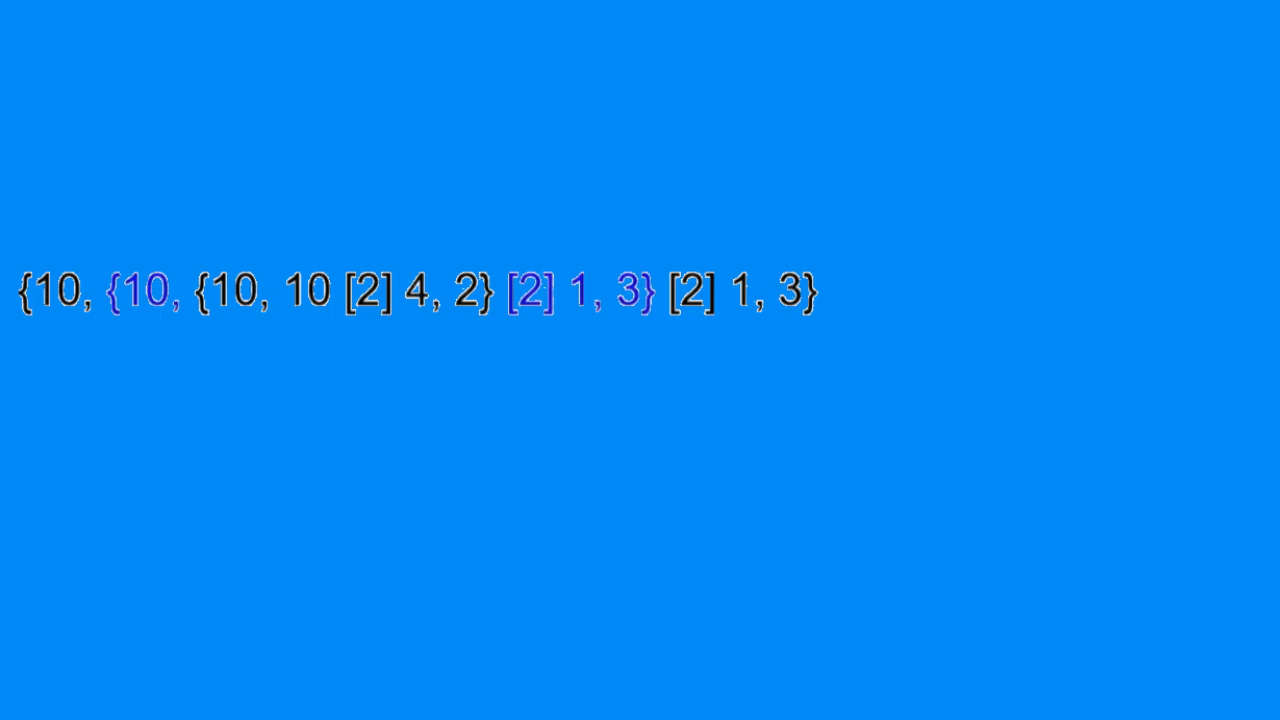 {10, {10, {10, 10 [2] 4, 2} [2] 1, 3} [2] 1, 3}